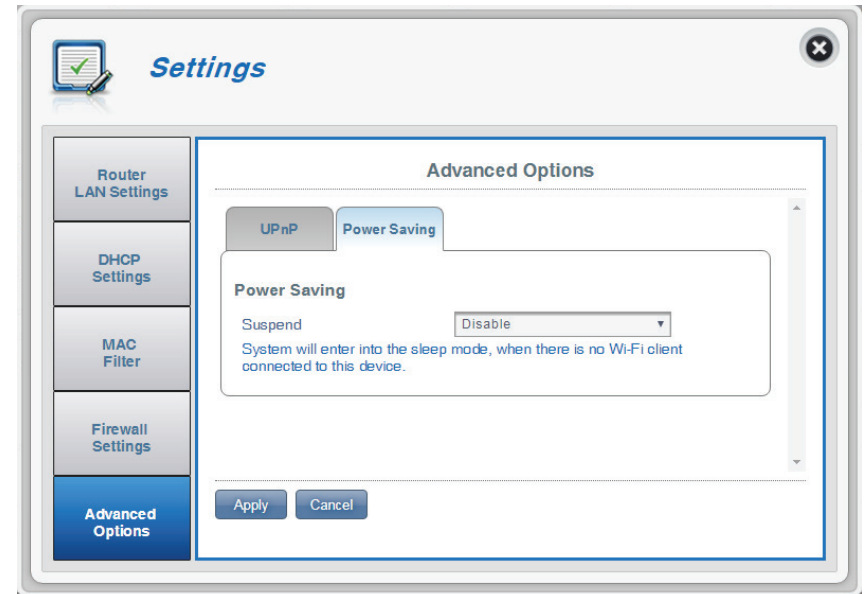 Settings
Router
LAN Settings
DHCP
Settings
MAC
Filter
Firewall
Settings
Advanced
Options
Advanced Options
UPnP
Power Saving
Power Saving
Suspend
Disable
System will enter into the sleep mode, when there is no Wi-Fi client
connected to this device.
Apply
Cancel